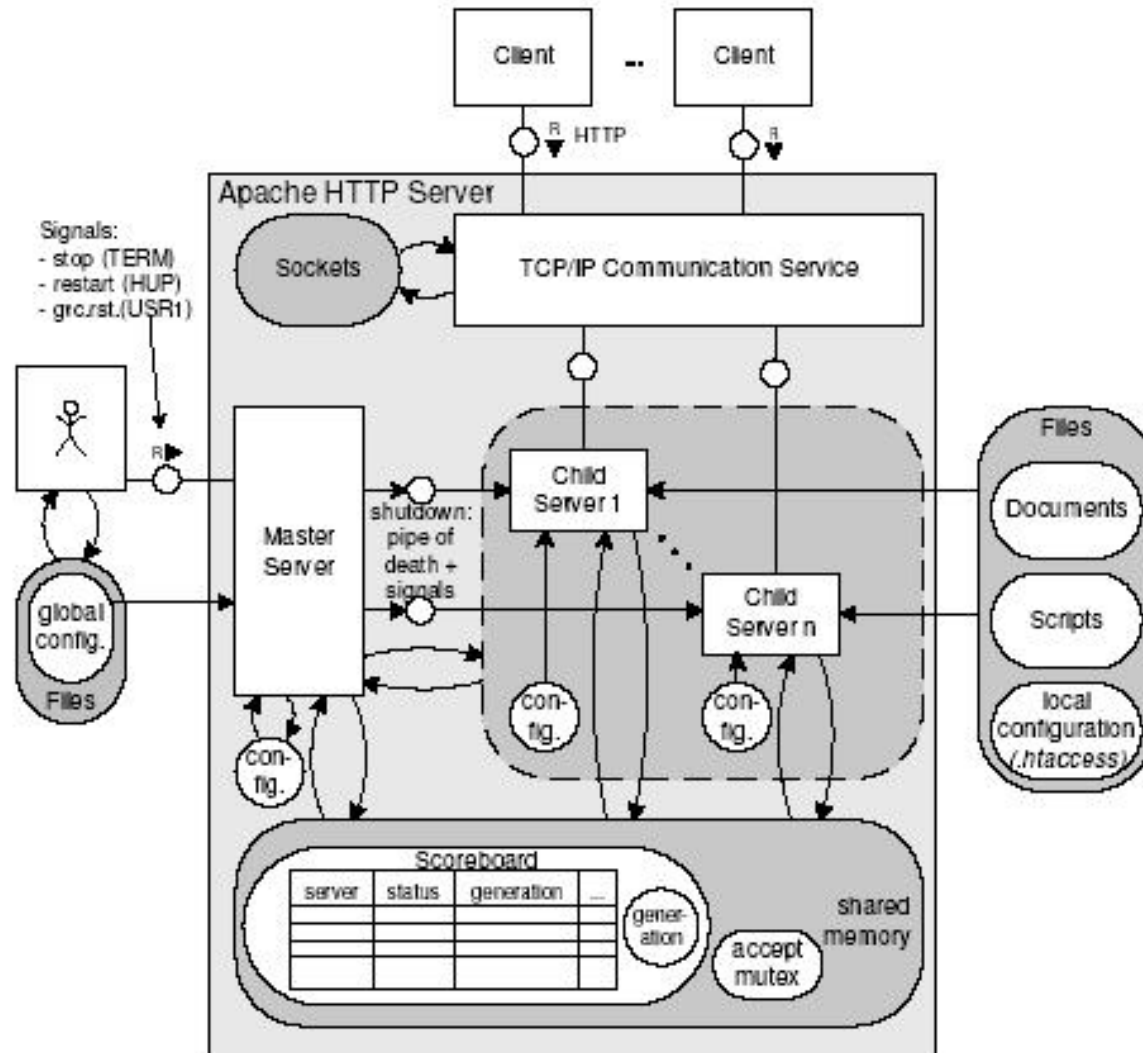 Client
...
Client
R
HTTP
R
Apache HTTP Server
Signals:
- stop (TERM)
- restart (HUP)
- grc.rst.(USR1)
Sockets
TCP/IP Communication Service
R
Master
Server
shutdown:
pipe of
death +
signals
Child
Server 1
Child
Server n
Files
Documents
Scripts
local
configuration
(.htaccess)
global
config.
Files
con-
fig.
con-
fig.
con-
fig.
Scoreboard
server
status
generation
...
gener-
ation
shared
memory
accept
mutex